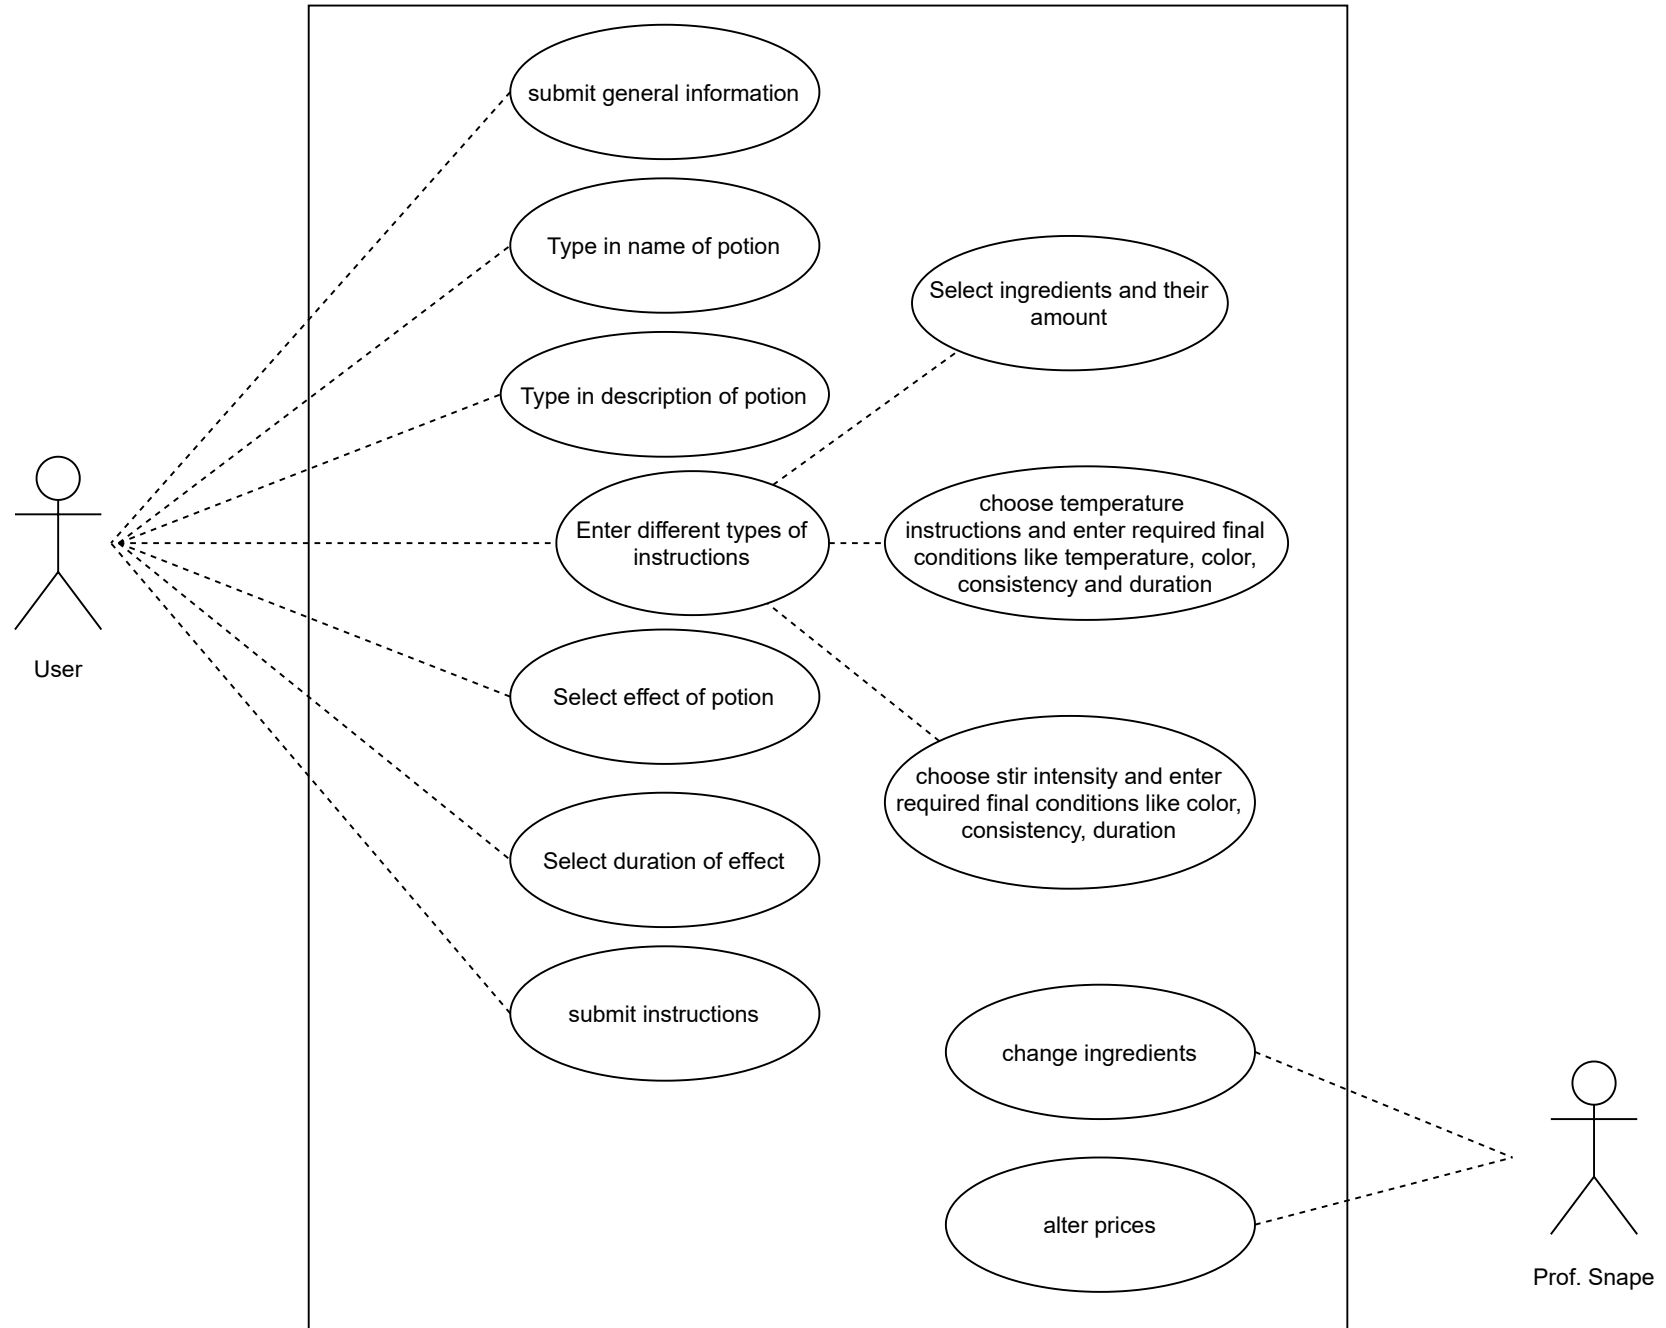 submit general information
Type in name of potion
Select ingredients and their
amount
Type in description of potion
Enter different types of
instructions
choose temperature
instructions and enter required final
conditions like temperature, color,
consistency and duration
User
Select effect of potion
choose stir intensity and enter
required final conditions like color,
consistency, duration
Select duration of effect
submit instructions
change ingredients
alter prices
Prof. Snape